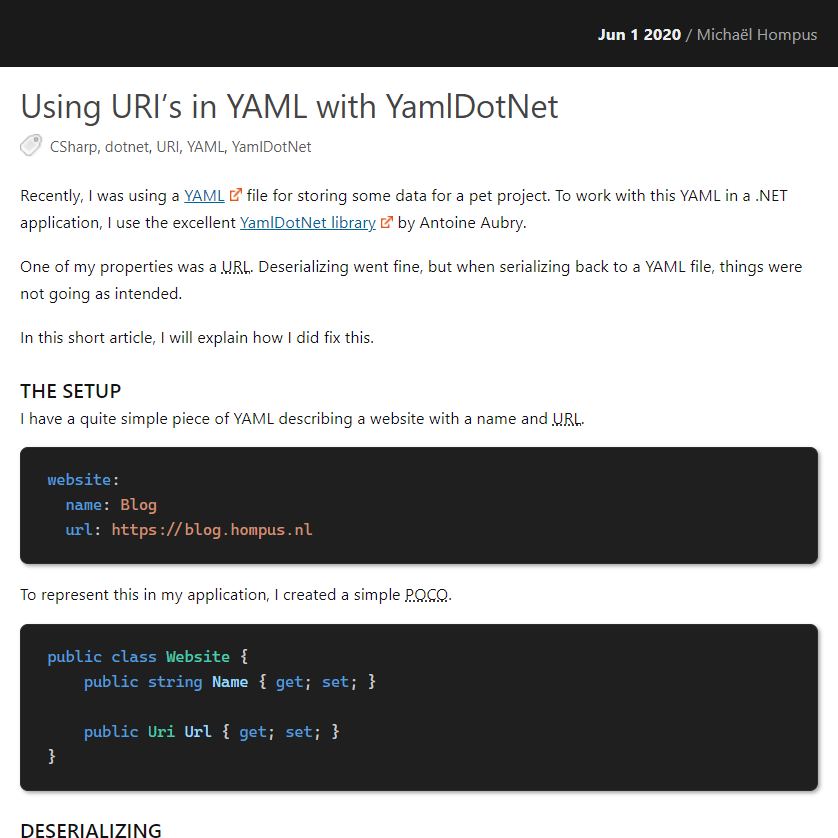 Jun 1 2020 / Michaël Hompus
Using URI’s in YAML with YamlDotNet
CSharp, dotnet, URI, YAML, YamlDotNet
Recently, I was using a YAML file for storing some data for a pet project. To work with this YAML in a .NET
application, I use the excellent YamlDotNet library by Antoine Aubry.
One of my properties was a URL. Deserializing went fine, but when serializing back to a YAML file, things were
not going as intended.
In this short article, I will explain how I did fix this.
THE SETUP
I have a quite simple piece of YAML describing a website with a name and URL.
website:
  name: Blog
  url: https://blog.hompus.nl
To represent this in my application, I created a simple POCO.
public class Website {
    public string Name { get; set; }
    public Uri Url { get; set; }
}
DESERIALIZING